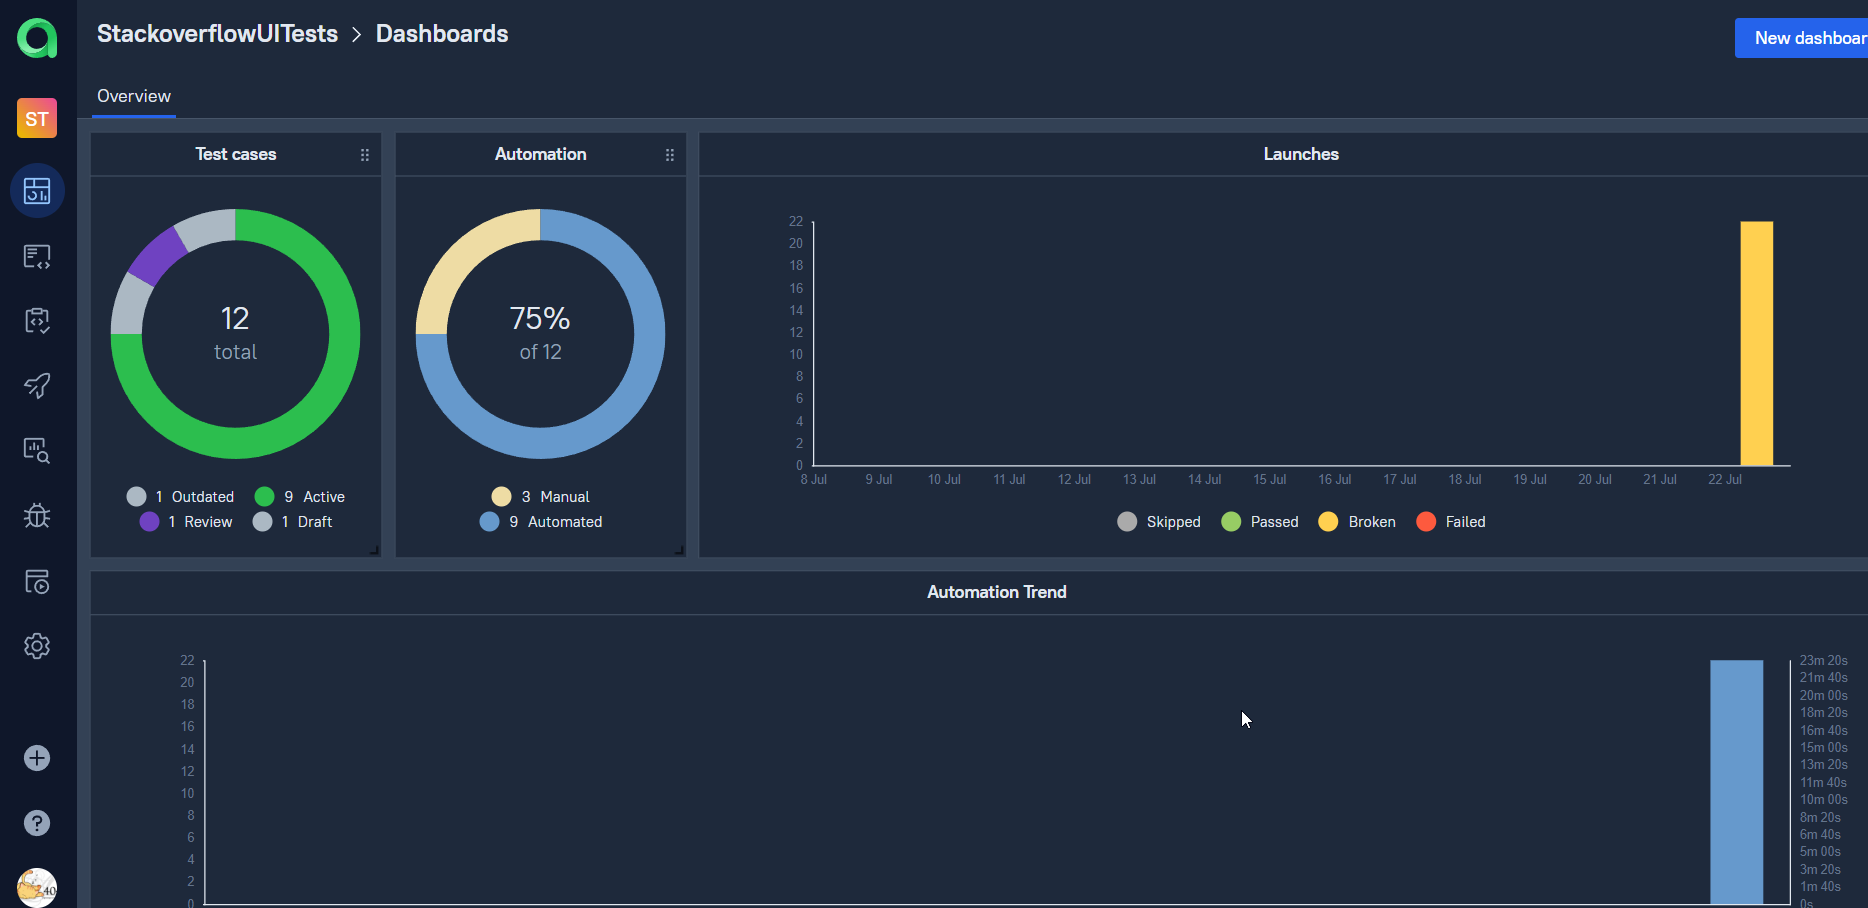 StackoverflowUITests > Dashboards
New dashboar
Overview
ST
Test cases
12
total
1 Outdated
9 Active
1 Review
1 Draft
Automation
75%
of 12
3 Manual
9 Automated
Launches
22
20
18
16
14
12
10
8
6
4
2
0
8 Jul 9 Jul 10 Jul 11 Jul 12 Jul 13 Jul 14 Jul 15 Jul 16 Jul 17 Jul 18 Jul 19 Jul 20 Jul 21 Jul 22 Jul
Skipped Passed Broken Failed
Automation Trend
22
20
18
16
14
12
10
8
6
4
2
0
23m 20s
21m 40s
20m 00s
18m 20s
16m 40s
15m 00s
13m 20s
11m 40s
10m 00s
8m 20s
6m 40s
5m 00s
3m 20s
1m 40s
0s
40